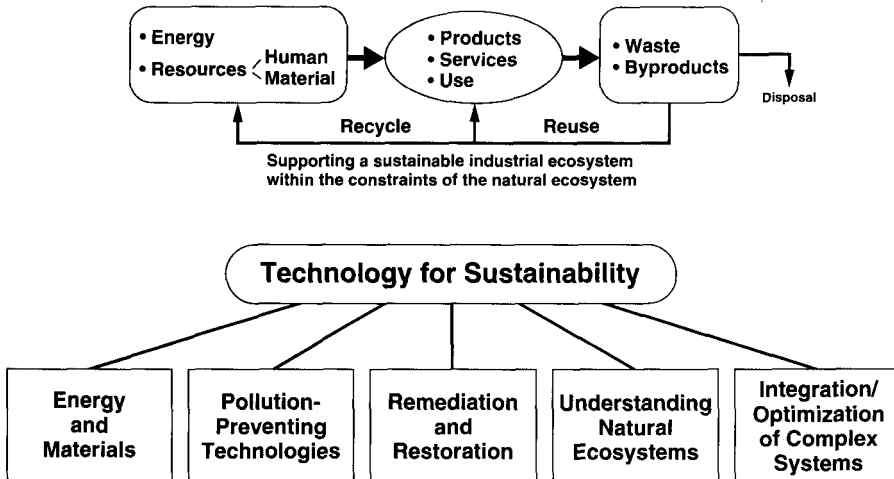 • Energy
• Resources
Human
Material
• Products
• Services
• Use
• Waste
• Byproducts
Disposal
Recycle
Reuse
Supporting a sustainable industrial ecosystem
within the constraints of the natural ecosystem
Technology for Sustainability
Energy
and
Materials
Pollution-
Preventing
Technologies
Remediation
and
Restoration
Understanding
Natural
Ecosystems
Integration/
Optimization
of Complex
Systems